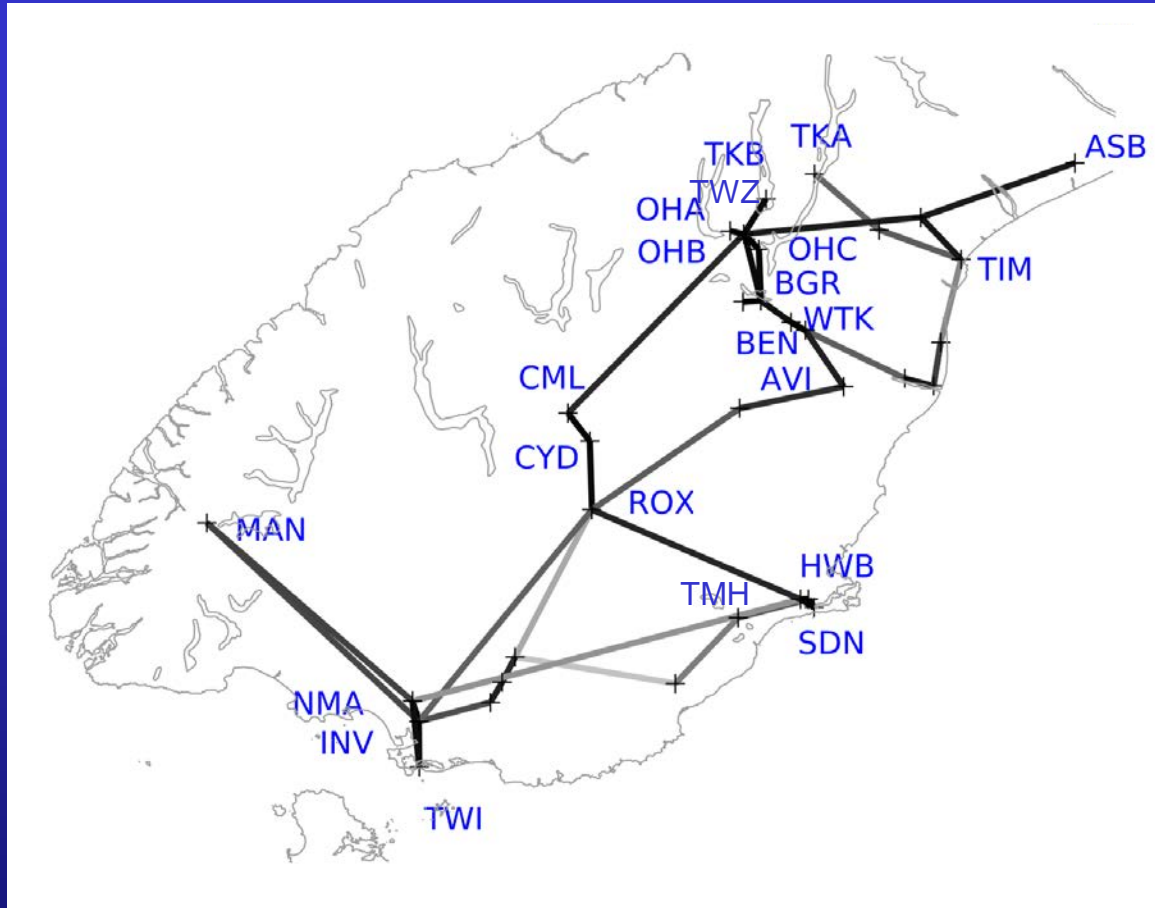 TKA
ASB
TKB
TWZ
OHA
OHB
OHC
TIM
BGR
WTK
BEN
AVI
CML
CYD
ROX
MAN
HWB
TMH
SDN
NMA
INV
TWI